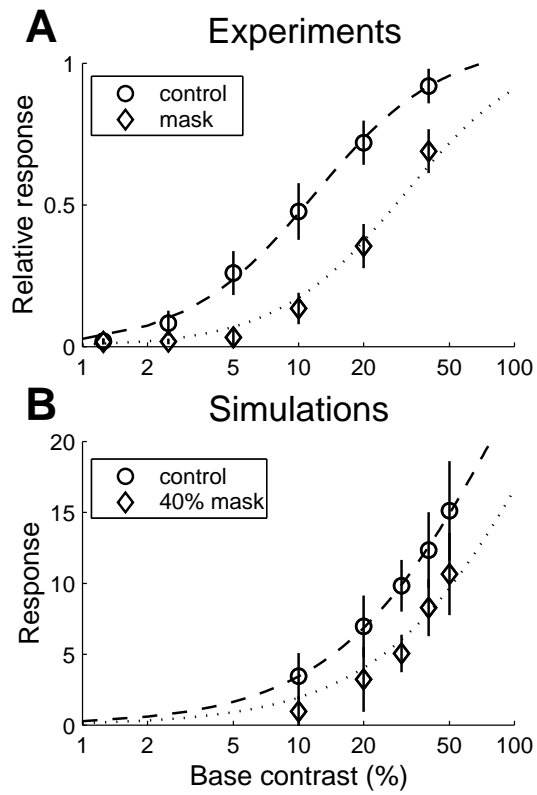 A
Experiments
control
mask
Relative response
1
0.5
0
1 2 5 10 20 50 100
B
Simulations
control
40% mask
Response
20
15
10
5
0
1 2 5 10 20 50 100
Base contrast (%)